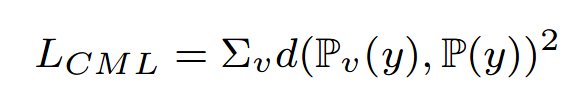 L_{CML} = Σ_v d(ℙ_v(y), ℙ(y))^2